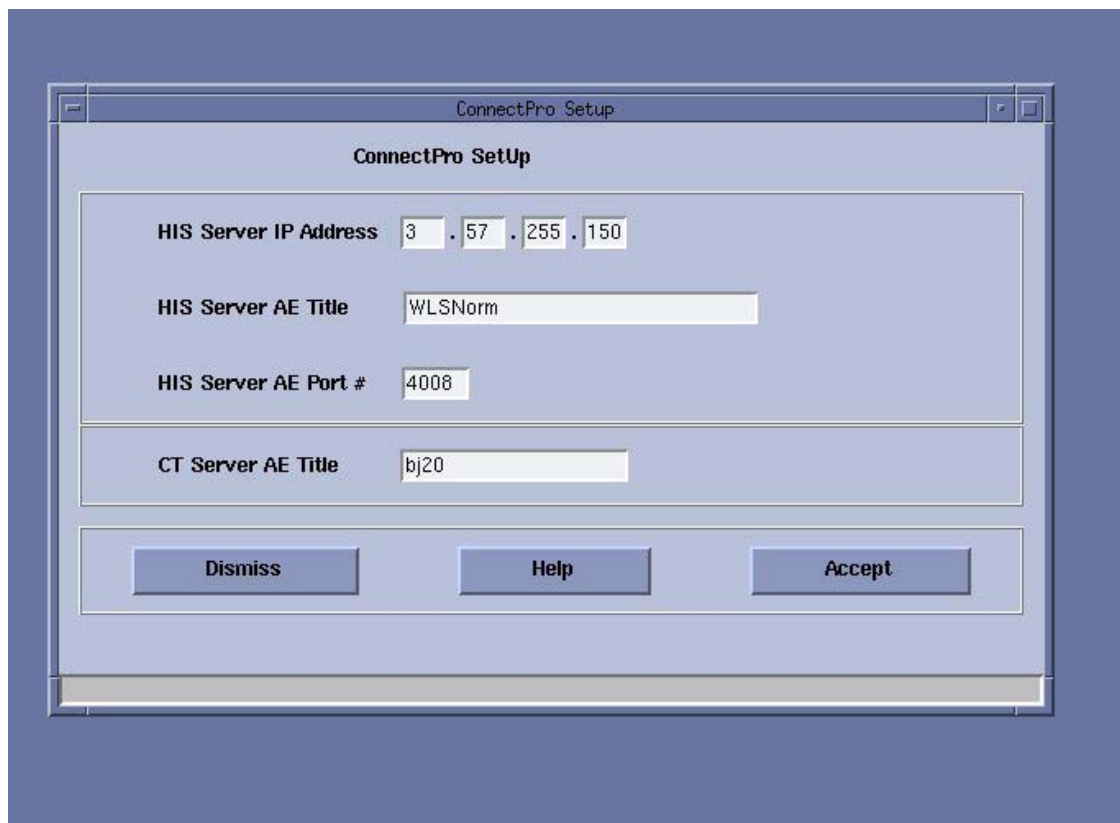 ConnectPro Setup
ConnectPro SetUp
HIS Server IP Address 3 . 57 . 255 . 150
HIS Server AE Title WLSNorm
HIS Server AE Port # 4008
CT Server AE Title bj20
Dismiss Help Accept